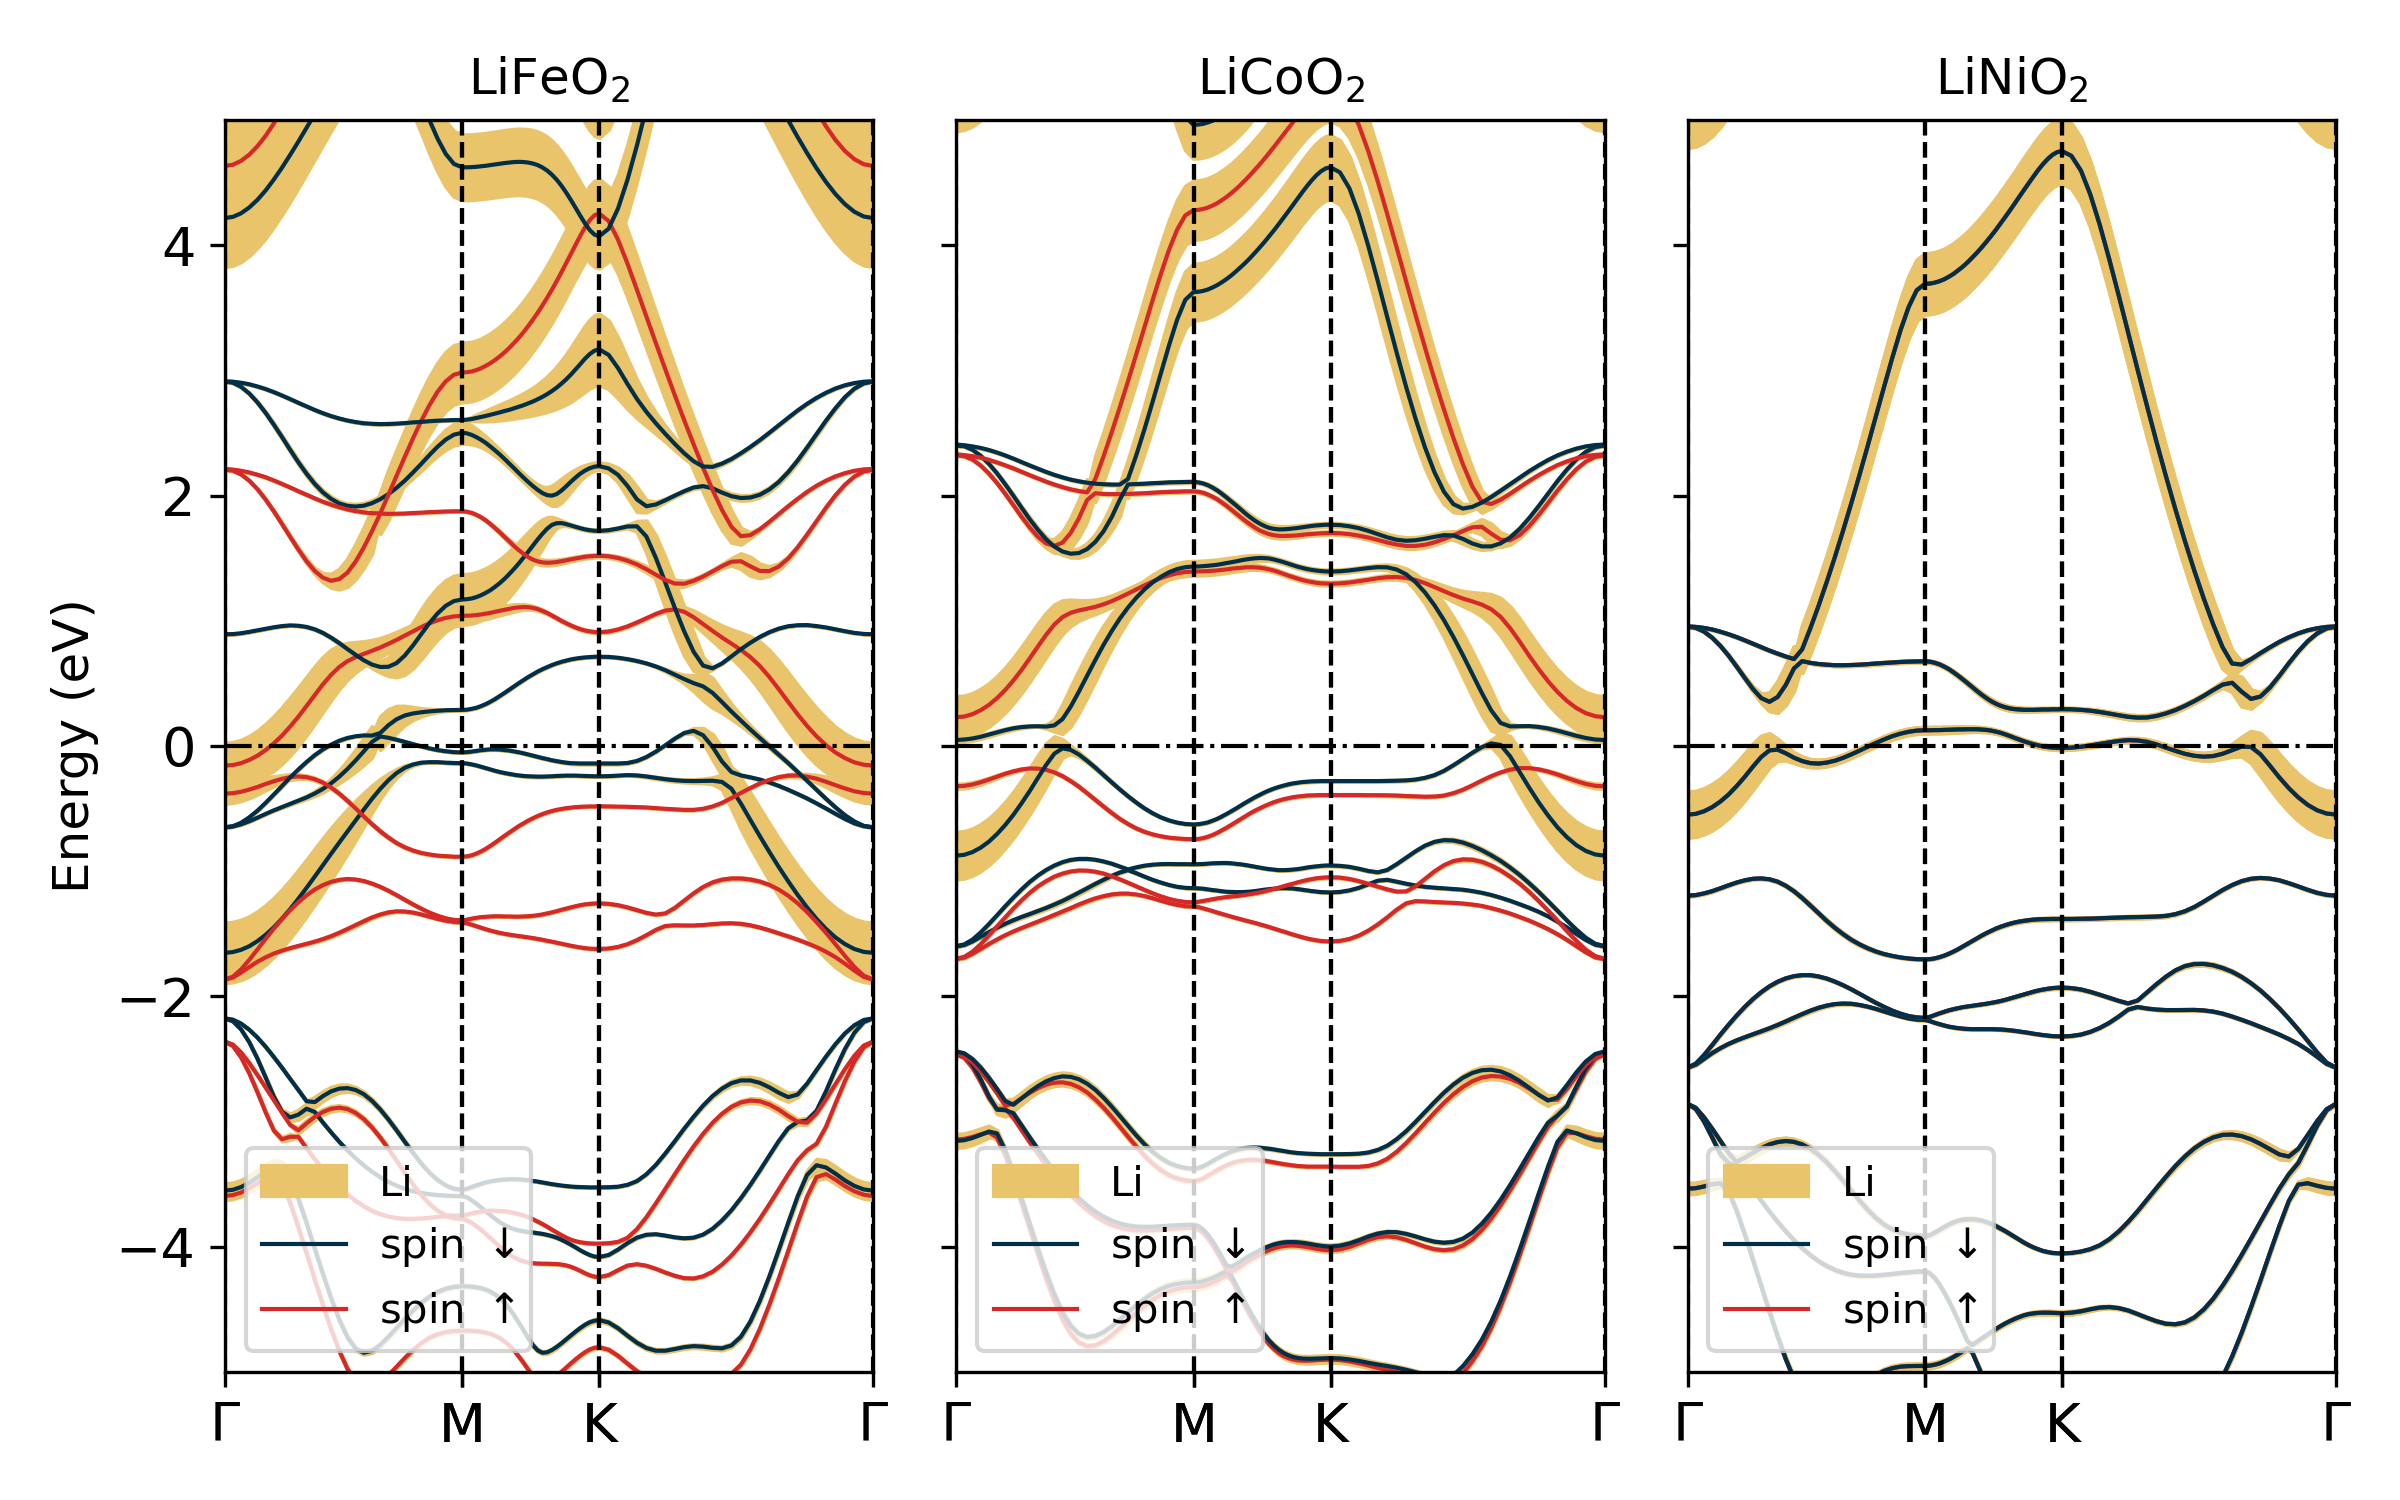 LiFeO₂ LiCoO₂ LiNiO₂
Energy (eV)
4
2
0
−2
−4
Li
spin ↓
spin ↑
Li
spin ↓
spin ↑
Li
spin ↓
spin ↑
Γ M K Γ Γ M K Γ Γ M K Γ